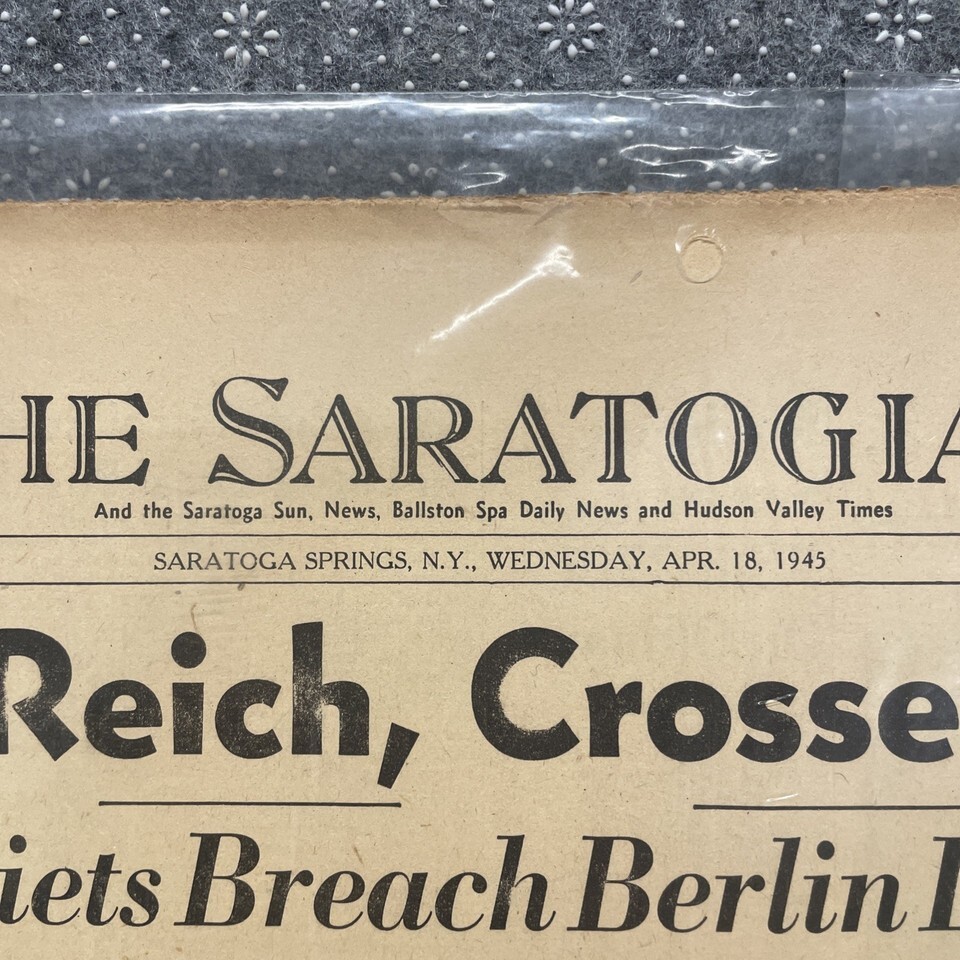 HE SARATOGIA
And the Saratoga Sun, News, Ballston Spa Daily News and Hudson Valley Times
SARATOGA SPRINGS, N.Y., WEDNESDAY, APR. 18, 1945
Reich, Crosse
iets Breach Berlin